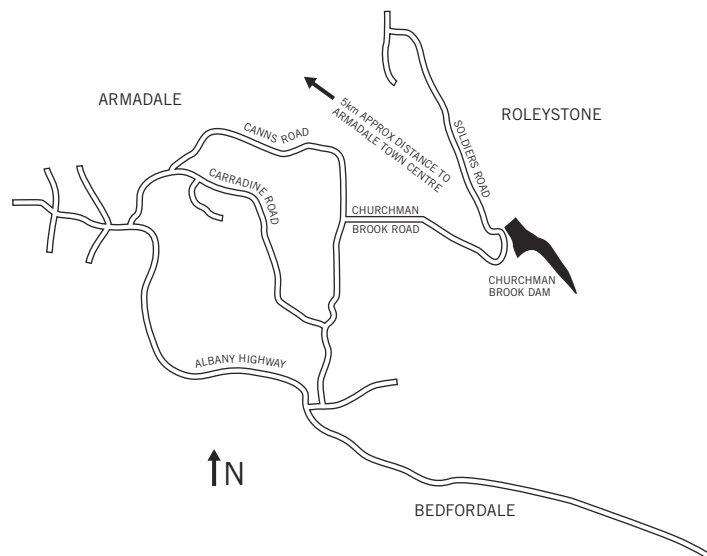 ARMADALE
ROLEYSTONE
5km APPROX DISTANCE TO
ARMADALE TOWN CENTRE
SOLDIERS ROAD
CANNS ROAD
CARRADINE ROAD
CHURCHMAN
BROOK ROAD
CHURCHMAN
BROOK DAM
ALBANY HIGHWAY
N
BEDFORDALE